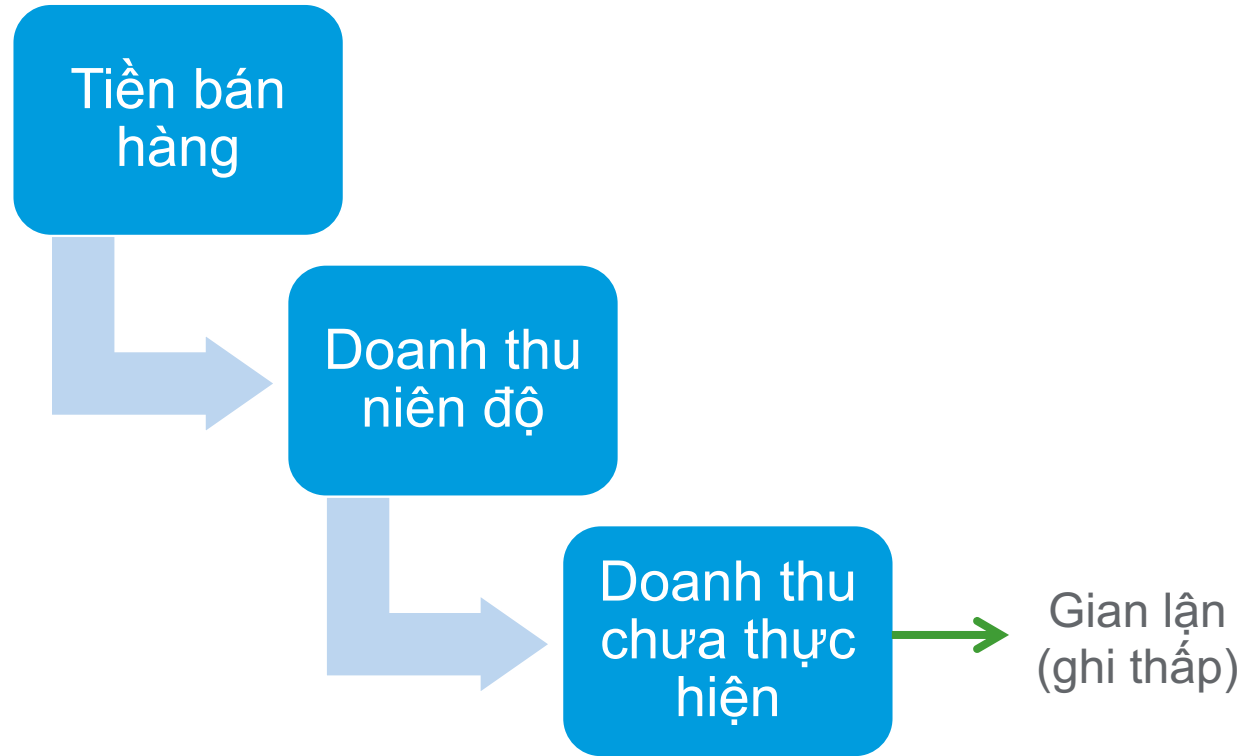 Tiền bán
hàng
Doanh thu
niên độ
Doanh thu
chưa thực
hiện
Gian lận
(ghi thấp)